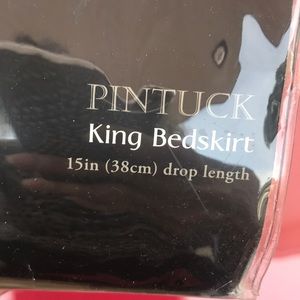 PINTUCK
King Bedskirt
15in (38cm) drop length